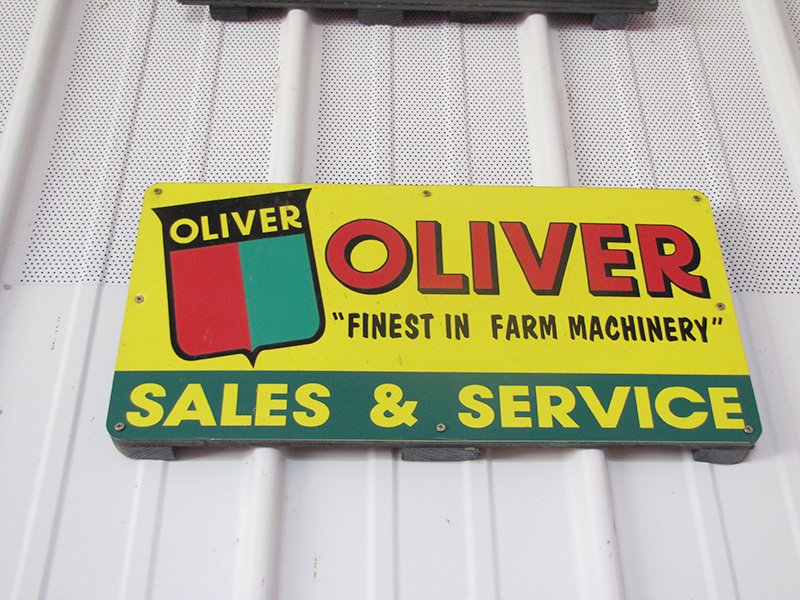 OLIVER
OLIVER
"FINEST IN FARM MACHINERY"
SALES & SERVICE